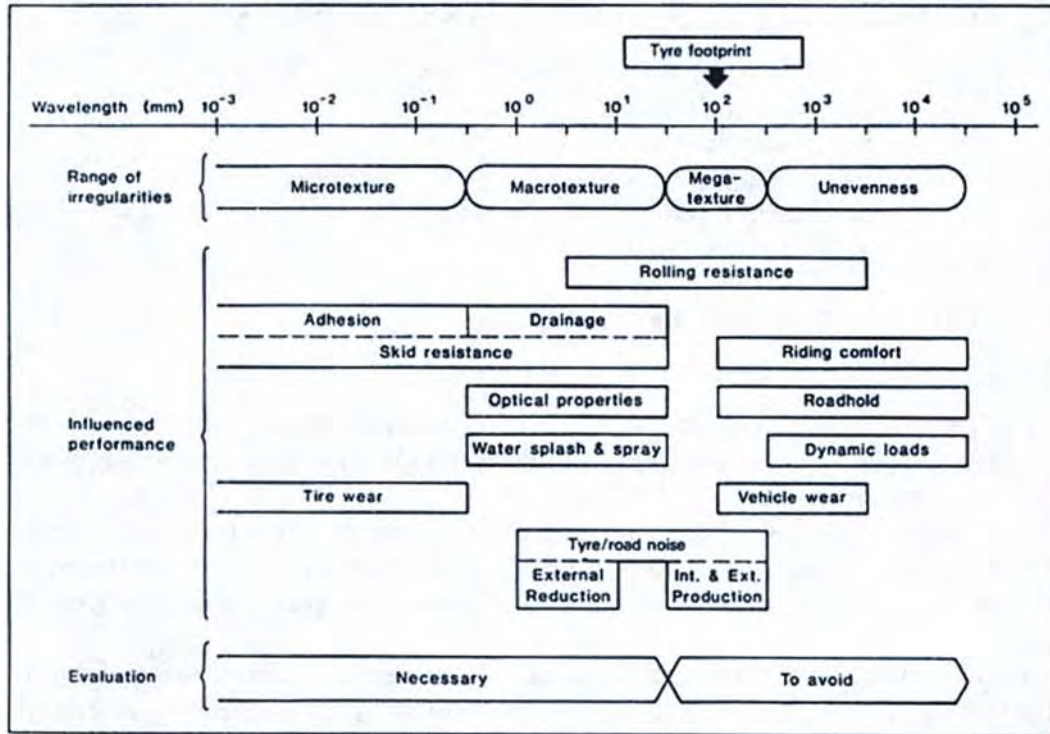 Tyre footprint
Wavelength (mm) 10⁻³ 10⁻² 10⁻¹ 10⁰ 10¹ 10² 10³ 10⁴ 10⁵
Range of
irregularities
Microtexture
Macrotexture
Mega-
texture
Unevenness
Influenced
performance
Rolling resistance
Adhesion
Drainage
Skid resistance
Riding comfort
Optical properties
Roadhold
Water splash & spray
Dynamic loads
Tire wear
Vehicle wear
Tyre/road noise
External
Reduction
Int. & Ext.
Production
Evaluation
Necessary
To avoid